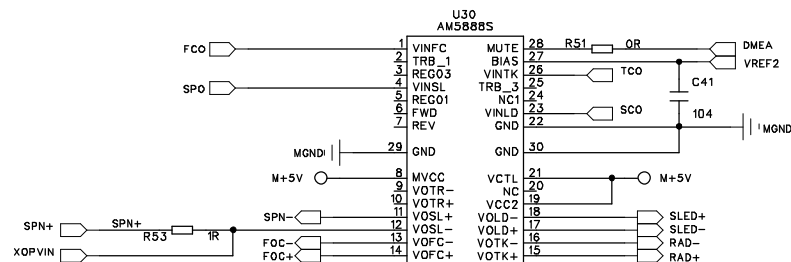 U30
AM5888S
FCO 1 VINFC MUTE 28 R51 0R DMEA
2 TRB_1 BIAS 27 VREF2
3 REG03 VINTK 26 TCO
SPO 4 VINSL TRB_3 25 C41
5 REG01 NC1 24
6 FWD VINLD 23 SCO 104
7 REV GND 22 MGND
MGND 29 GND GND 30
M+5V 8 MVCC VCTL 21 M+5V
9 VOTR- NC 20
10 VOTR+ VCC2 19
SPN- 11 VOSL+ VOLD- 18 SLED+
SPN+ SPN+ R53 1R 12 VOSL- VOLD+ 17 SLED-
XOPVIN FOC- 13 VOFC- VOTK- 16 RAD-
FOC+ 14 VOFC+ VOTK+ 15 RAD+